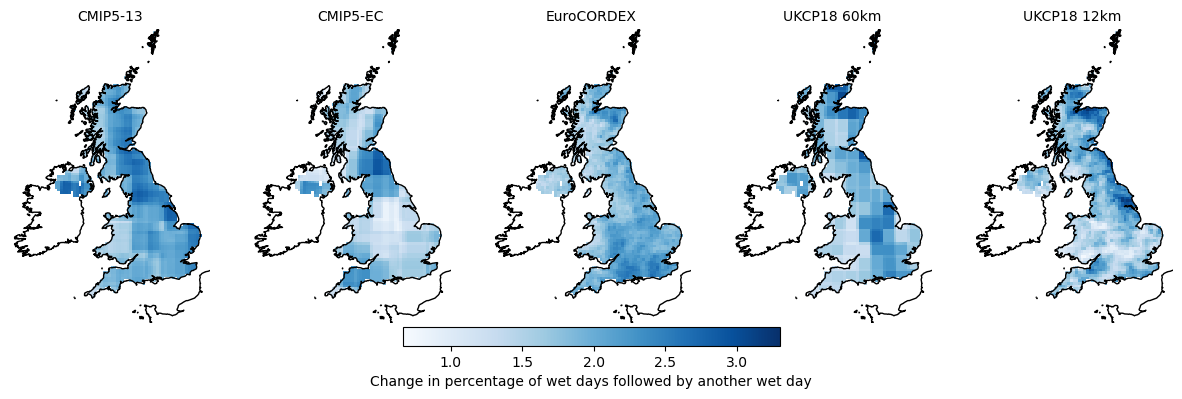 CMIP5-13
CMIP5-EC
EuroCORDEX
UKCP18 60km
UKCP18 12km
1.0
1.5
2.0
2.5
3.0
Change in percentage of wet days followed by another wet day